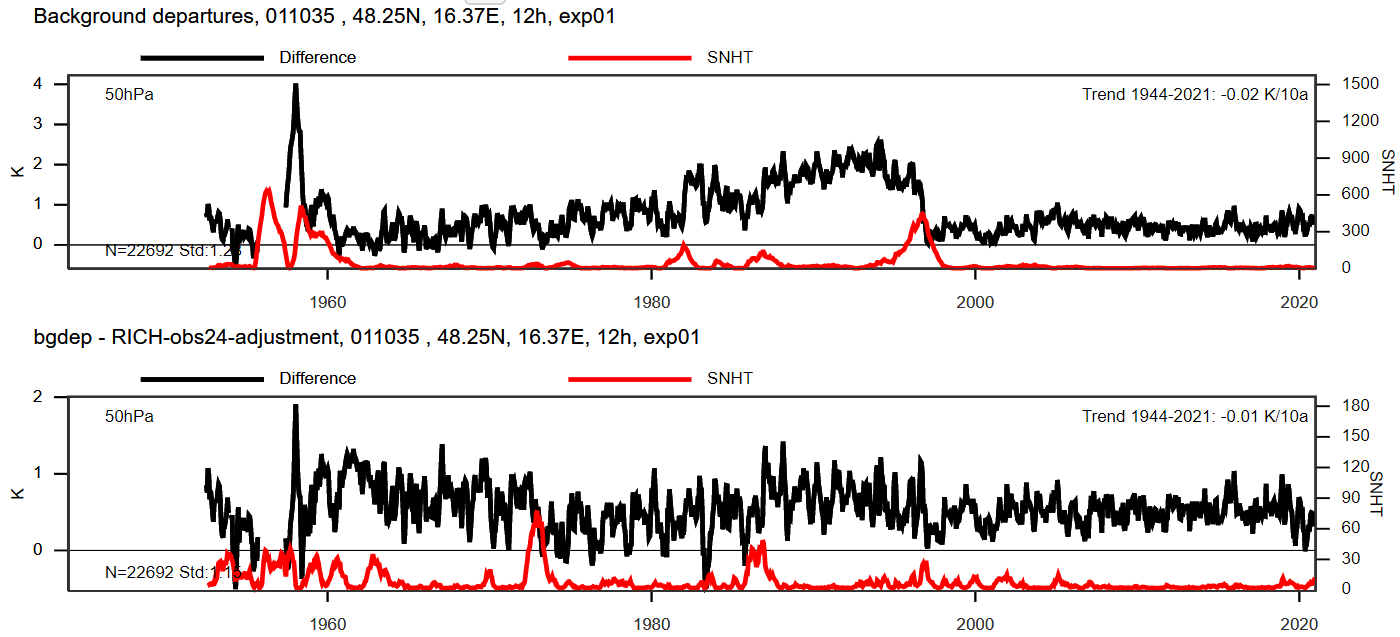 Background departures, 011035 , 48.25N, 16.37E, 12h, exp01
Difference SNHT
50hPa Trend 1944-2021: -0.02 K/10a
4 1500
3 1200
2 900
K SNHT
1 600
0 300
0
N=22692 Std:1.2
1960 1980 2000 2020
bgdep - RICH-obs24-adjustment, 011035 , 48.25N, 16.37E, 12h, exp01
Difference SNHT
50hPa Trend 1944-2021: -0.01 K/10a
2 180
150
1 120
K SNHT
90
60
0 30
0
N=22692 Std:1.1
1960 1980 2000 2020